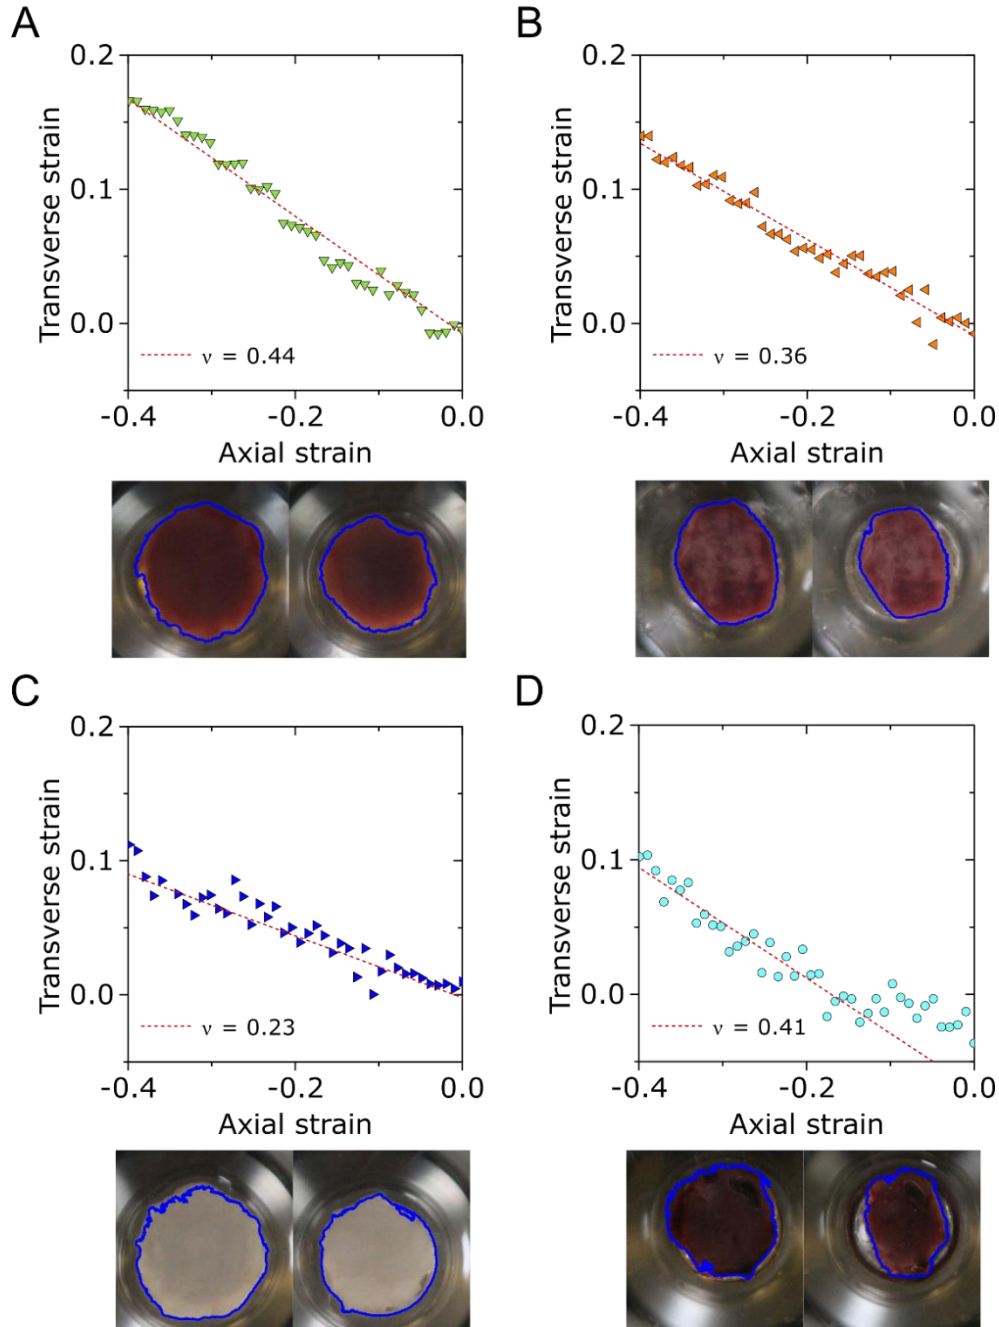 A
0.2
0.1
0.0
Transverse strain
ν = 0.44
-0.4
-0.2
0.0
Axial strain
B
0.2
0.1
0.0
Transverse strain
ν = 0.36
-0.4
-0.2
0.0
Axial strain
C
0.2
0.1
0.0
Transverse strain
ν = 0.23
-0.4
-0.2
0.0
Axial strain
D
0.2
0.1
0.0
Transverse strain
ν = 0.41
-0.4
-0.2
0.0
Axial strain